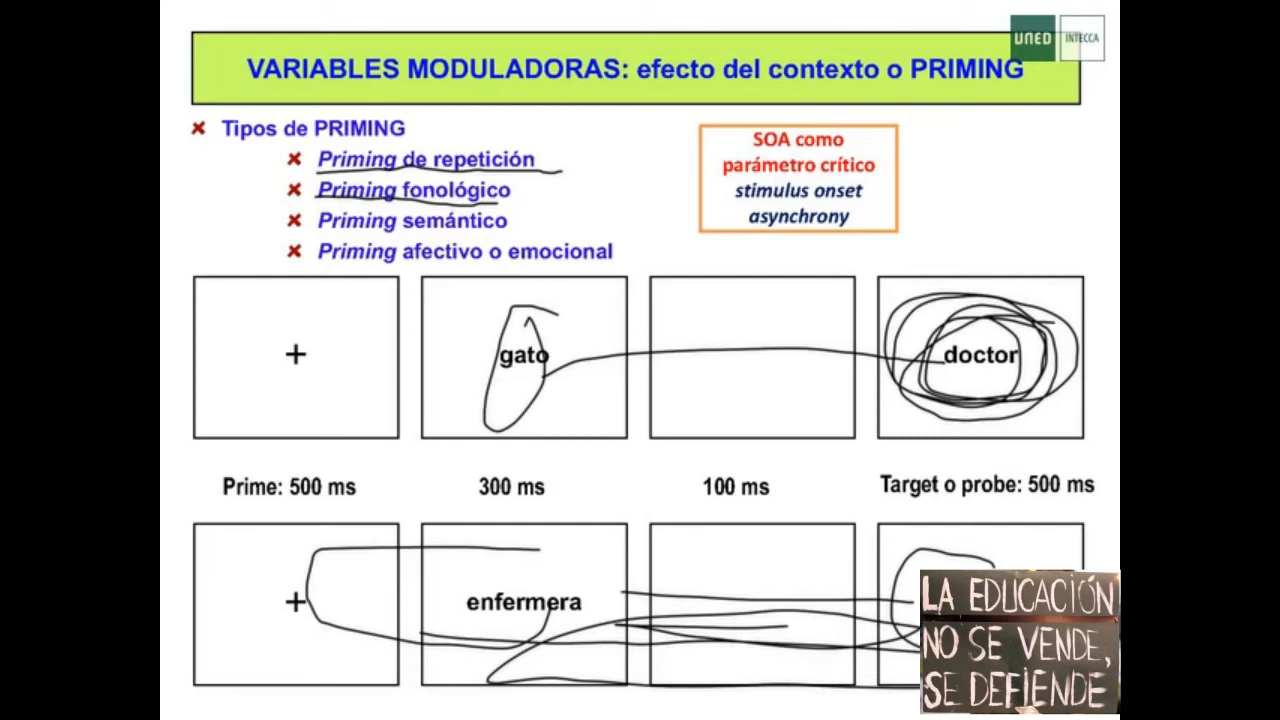 UNED
INTECCA
VARIABLES MODULADORAS: efecto del contexto o PRIMING
Tipos de PRIMING
Priming de repetición
Priming fonológico
Priming semántico
Priming afectivo o emocional
SOA como
parámetro crítico
stimulus onset
asynchrony
+
gato
doctor
Prime: 500 ms
300 ms
100 ms
Target o probe: 500 ms
+
enfermera
LA EDUCACIÓN
NO SE VENDE,
SE DEFIENDE